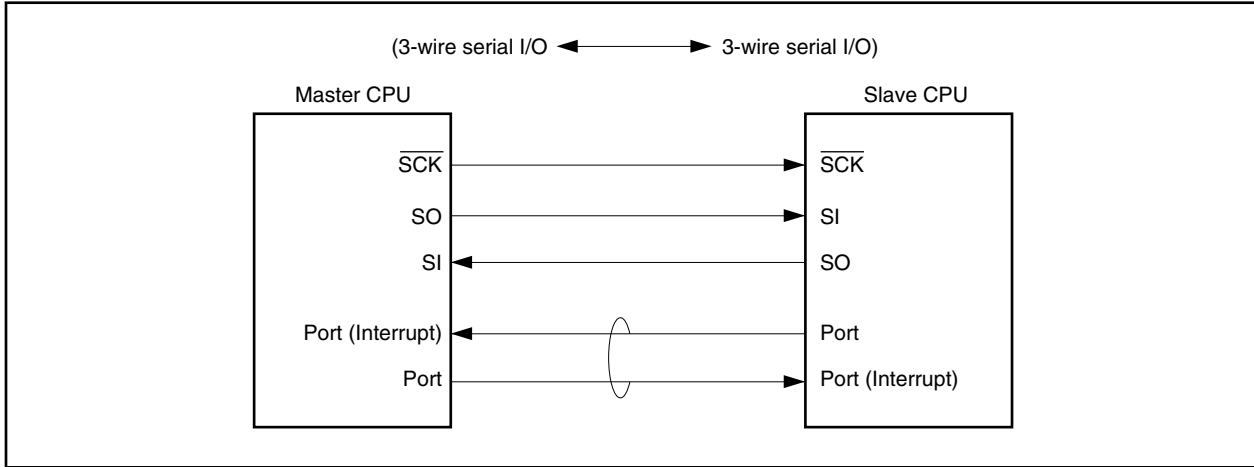 (3-wire serial I/O 3-wire serial I/O)
Master CPU Slave CPU
SCK SCK
SO SI
SI SO
Port (Interrupt) Port
Port Port (Interrupt)